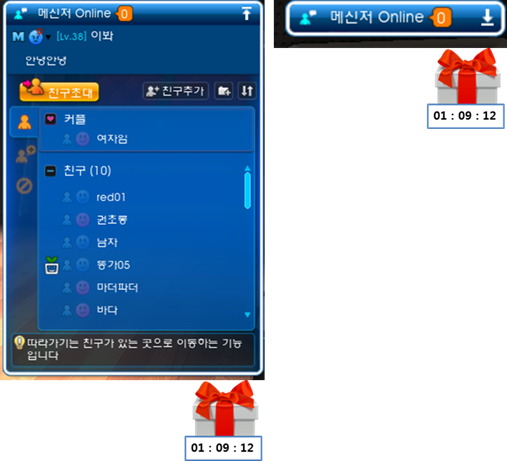 메신저 Online 0
M [Lv.38] 이봐
안녕안녕
친구초대 친구추가
커플
여자임
친구 (10)
red01
권초롱
남자
똥가05
마더파더
바다
따라가기는 친구가 있는 곳으로 이동하는 기능
입니다
01 : 09 : 12
메신저 Online 0
01 : 09 : 12